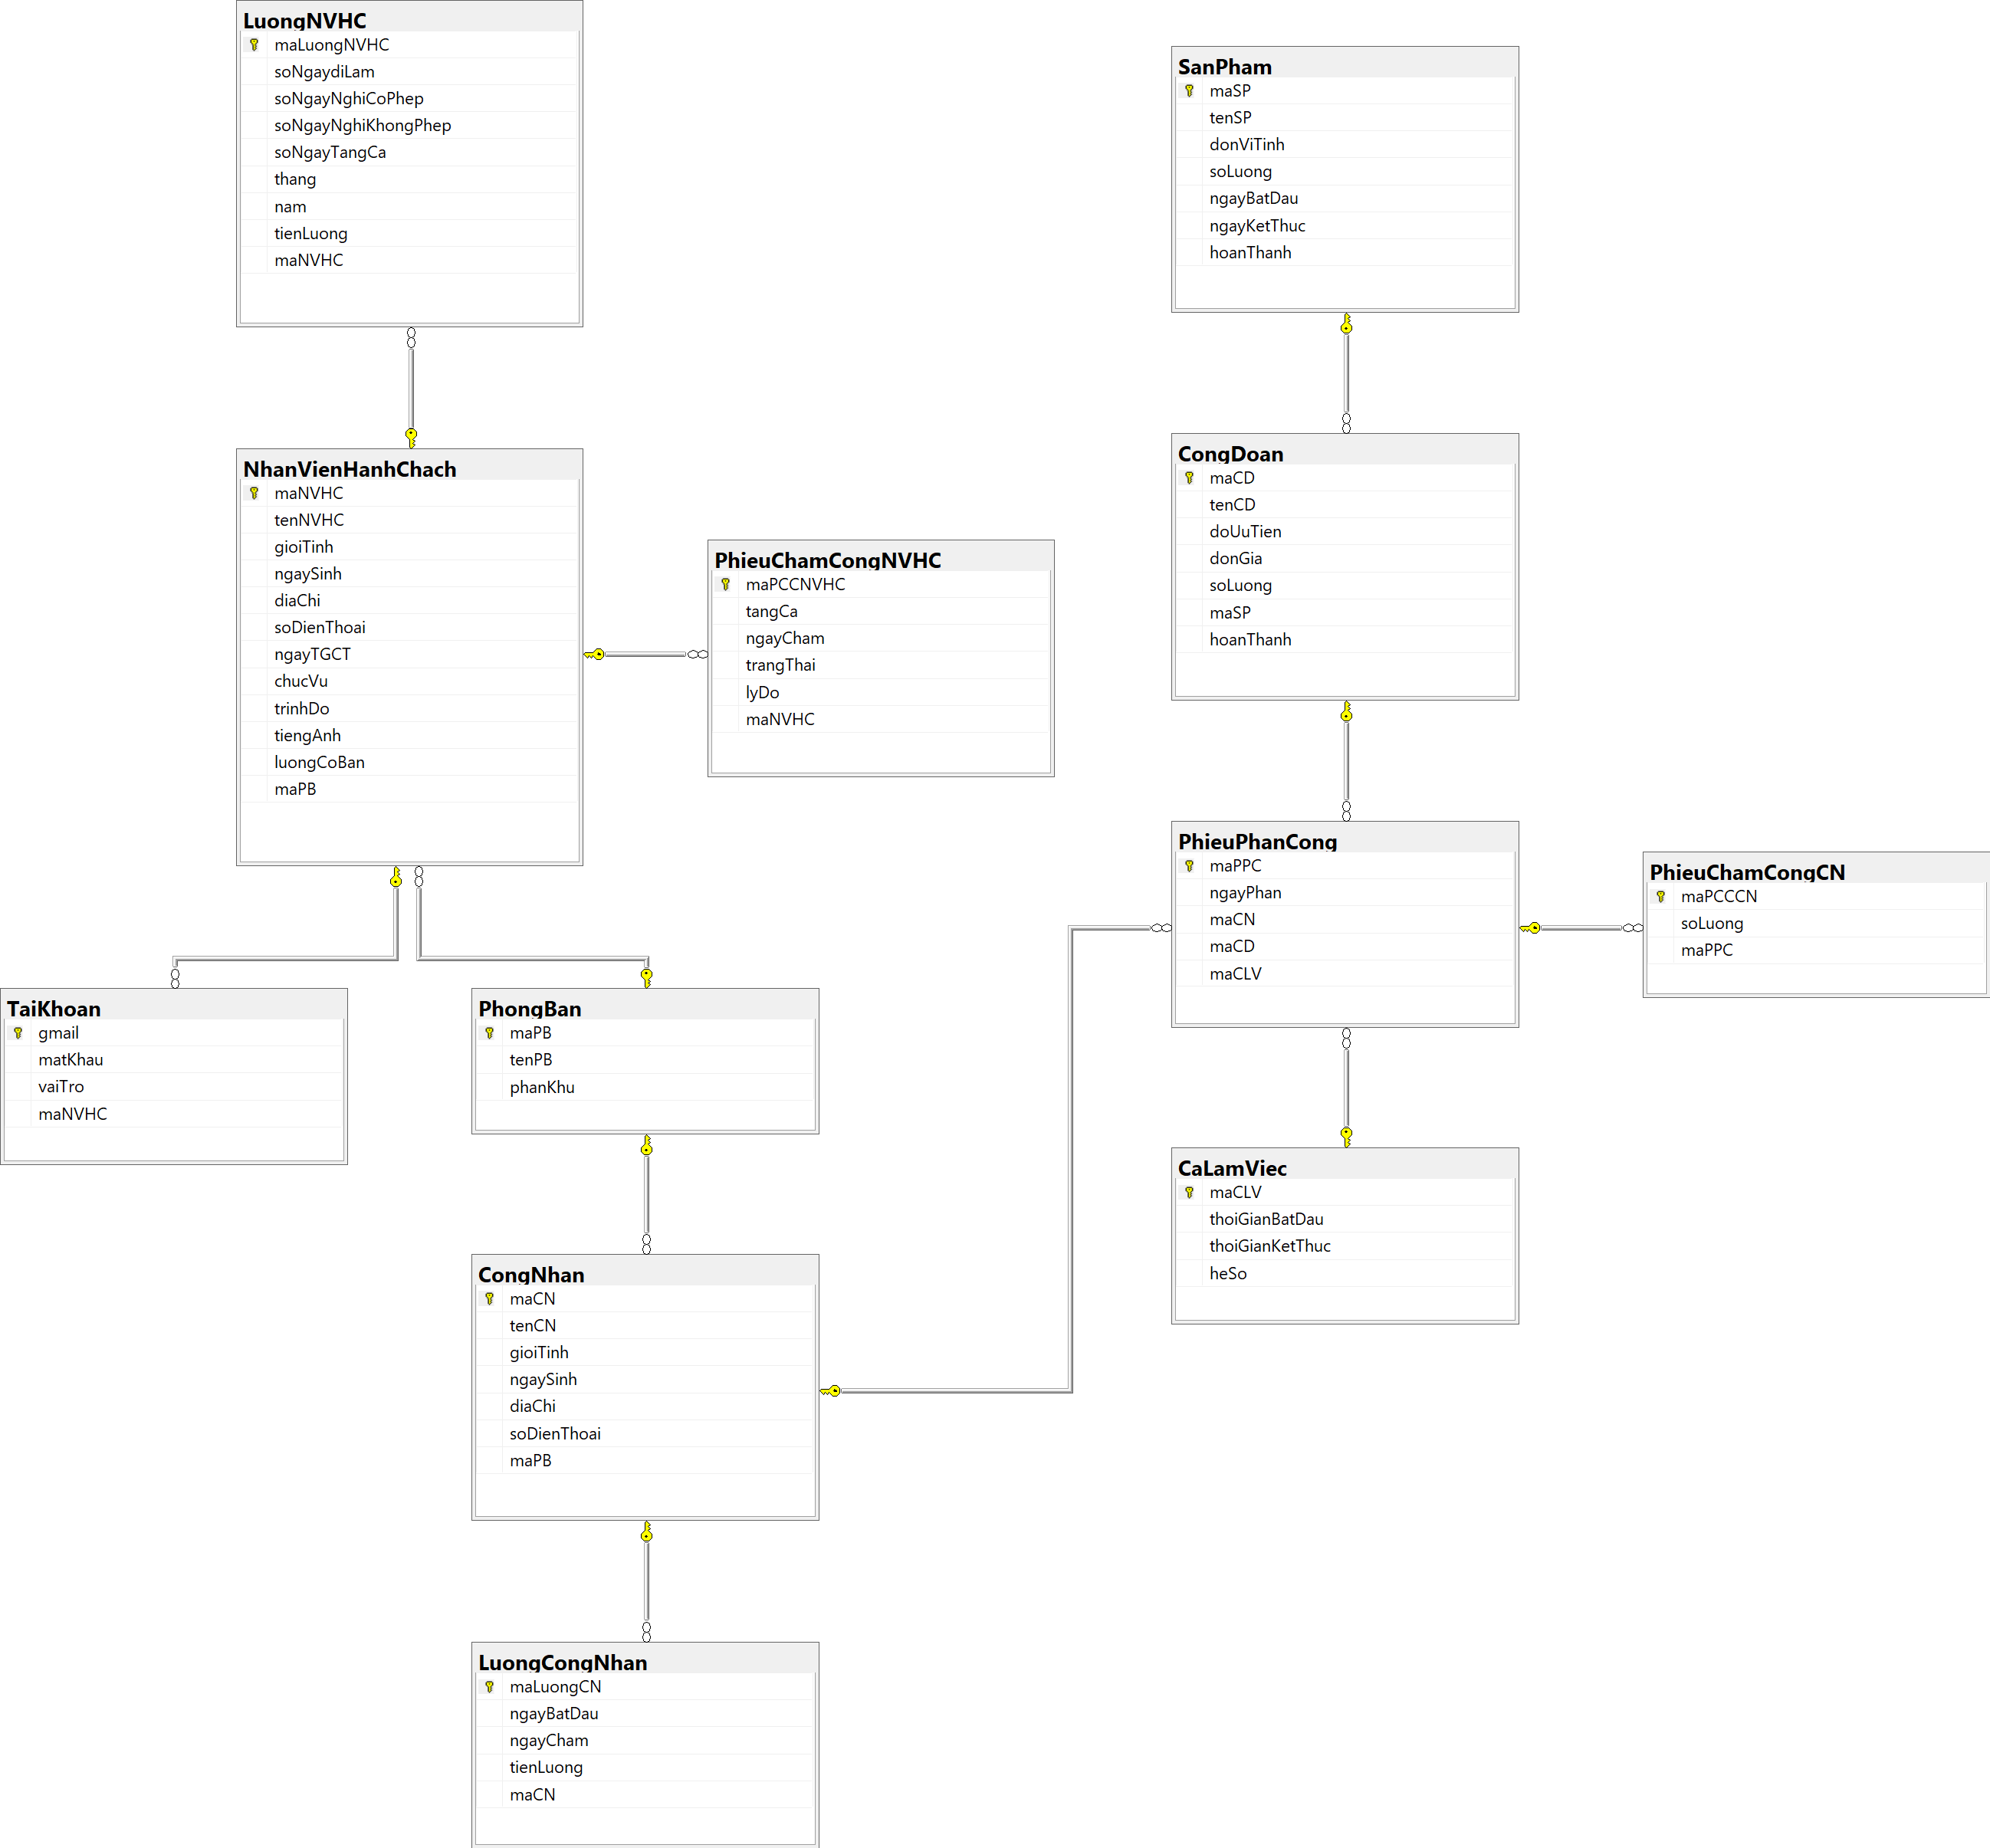 LuongNVHC
maLuongNVHC
soNgaydiLam
soNgayNghiCoPhep
soNgayNghiKhongPhep
soNgayTangCa
thang
nam
tienLuong
maNVHC
SanPham
maSP
tenSP
donViTinh
soLuong
ngayBatDau
ngayKetThuc
hoanThanh
NhanVienHanhChach
maNVHC
tenNVHC
gioiTinh
ngaySinh
diaChi
soDienThoai
ngayTGCT
chucVu
trinhDo
tiengAnh
luongCoBan
maPB
PhieuChamCongNVHC
maPCCNVHC
tangCa
ngayCham
trangThai
lyDo
maNVHC
CongDoan
maCD
tenCD
doUuTien
donGia
soLuong
maSP
hoanThanh
PhieuPhanCong
maPPC
ngayPhan
maCN
maCD
maCLV
PhieuChamCongCN
maPCCCN
soLuong
maPPC
TaiKhoan
gmail
matKhau
vaiTro
maNVHC
PhongBan
maPB
tenPB
phanKhu
CaLamViec
maCLV
thoiGianBatDau
thoiGianKetThuc
heSo
CongNhan
maCN
tenCN
gioiTinh
ngaySinh
diaChi
soDienThoai
maPB
LuongCongNhan
maLuongCN
ngayBatDau
ngayCham
tienLuong
maCN